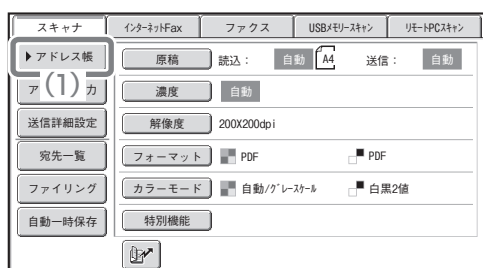 スキャナ インターネットFax ファクス USBメモリースキャン リモートPCスキャン
アドレス帳 原稿 読込： 自動 A4 送信： 自動
ア (1) カ 濃度 自動
送信詳細設定 解像度 200X200dpi
宛先一覧 フォーマット PDF PDF
ファイリング カラーモード 自動/グレースケール 白黒2値
自動一時保存 特別機能